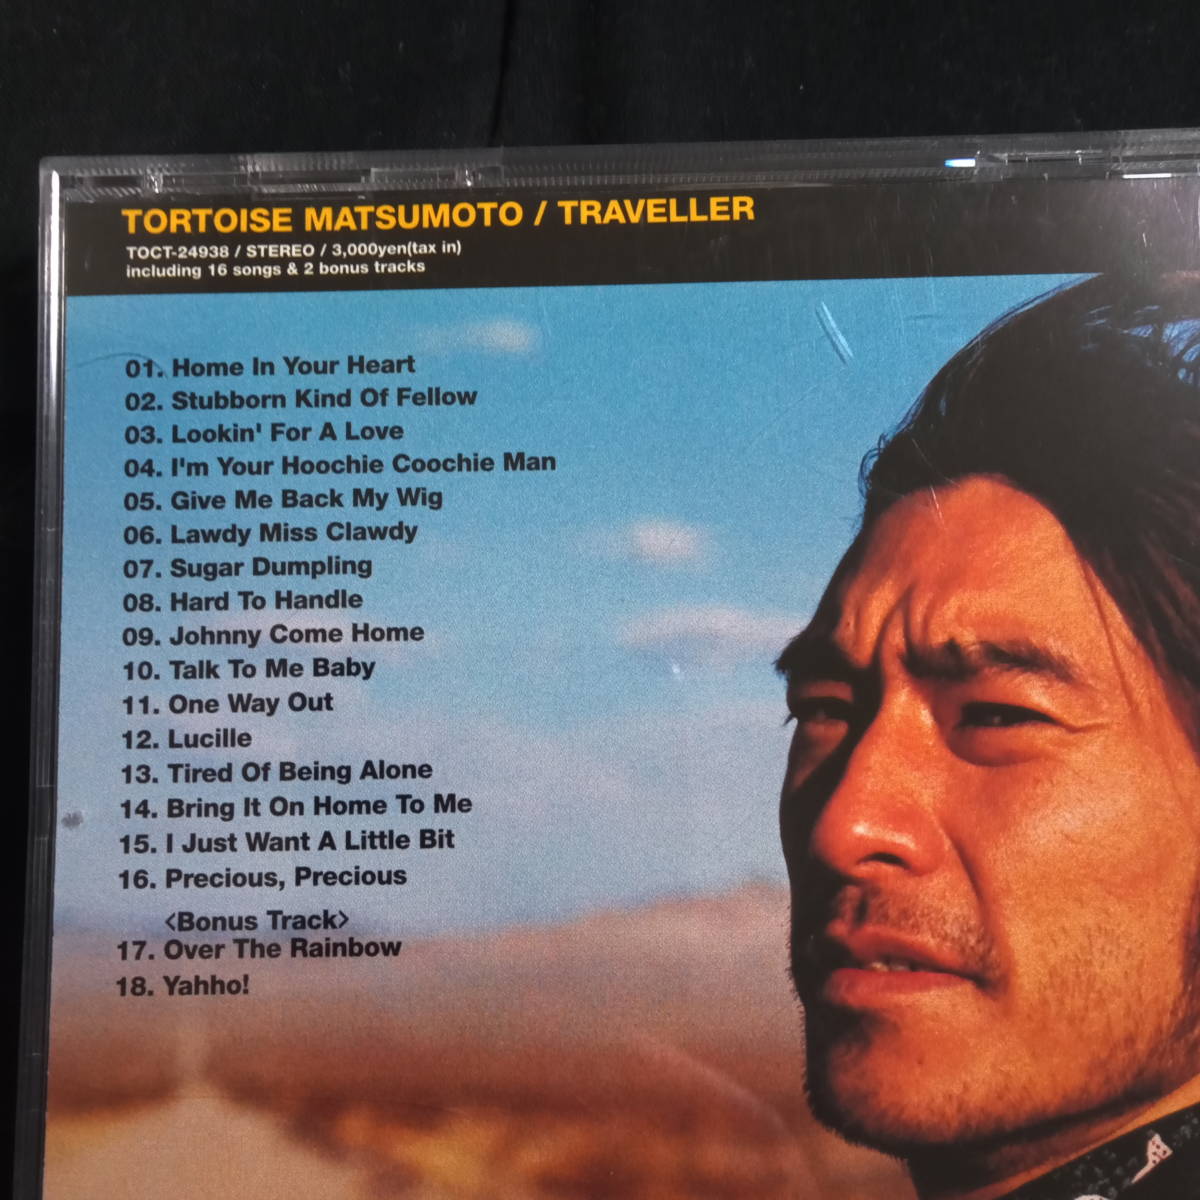 TORTOISE MATSUMOTO / TRAVELLER
TOCT-24938 / STEREO / 3,000yen(tax in)
including 16 songs & 2 bonus tracks
01. Home In Your Heart
02. Stubborn Kind Of Fellow
03. Lookin' For A Love
04. I'm Your Hoochie Coochie Man
05. Give Me Back My Wig
06. Lawdy Miss Clawdy
07. Sugar Dumpling
08. Hard To Handle
09. Johnny Come Home
10. Talk To Me Baby
11. One Way Out
12. Lucille
13. Tired Of Being Alone
14. Bring It On Home To Me
15. I Just Want A Little Bit
16. Precious, Precious
<Bonus Track>
17. Over The Rainbow
18. Yahho!